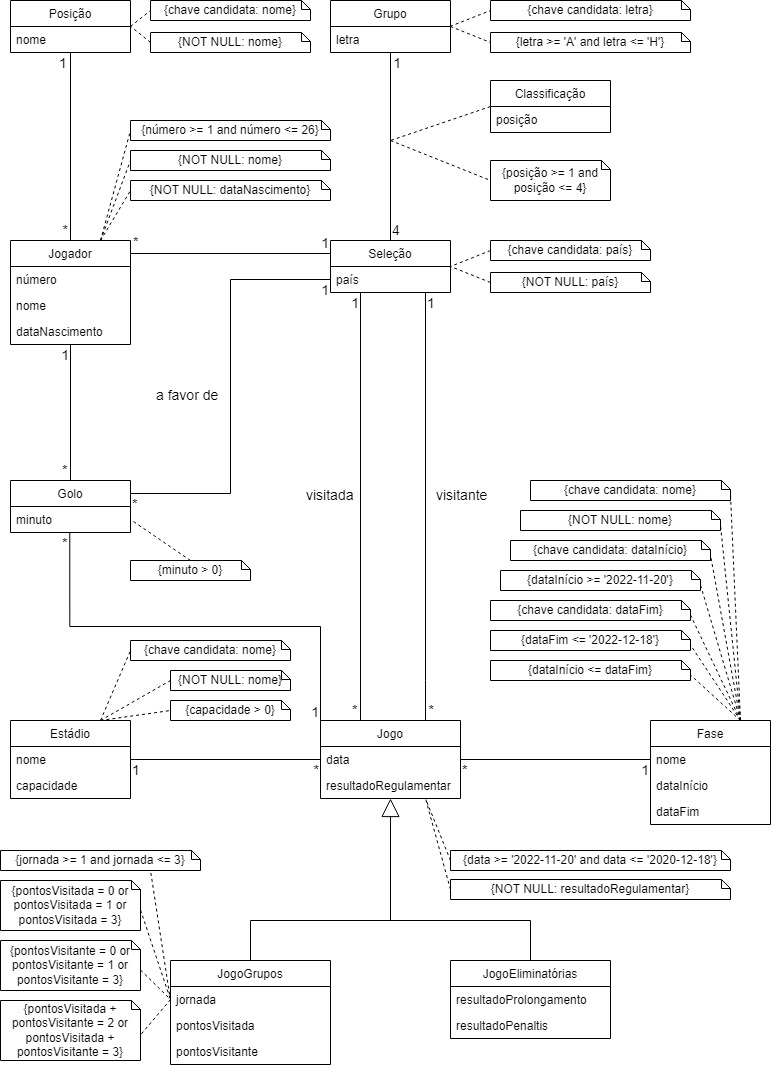 Posição
nome
{chave candidata: nome}
{NOT NULL: nome}
Grupo
letra
{chave candidata: letra}
{letra >= 'A' and letra <= 'H'}
1
1
Classificação
posição
{número >= 1 and número <= 26}
{NOT NULL: nome}
{NOT NULL: dataNascimento}
{posição >= 1 and
posição <= 4}
*
4
Jogador
número
nome
dataNascimento
*
1
Seleção
país
1
{chave candidata: país}
{NOT NULL: país}
1
1
1
a favor de
*
Golo
minuto
*
*
visitada
visitante
{minuto > 0}
{chave candidata: nome}
{NOT NULL: nome}
{chave candidata: dataInício}
{dataInício >= '2022-11-20'}
{chave candidata: dataFim}
{dataFim <= '2022-12-18'}
{dataInício <= dataFim}
{chave candidata: nome}
{NOT NULL: nome}
{capacidade > 0}
1
*
*
Estádio
nome
capacidade
1
*
Jogo
data
resultadoRegulamentar
*
1
Fase
nome
dataInício
dataFim
{jornada >= 1 and jornada <= 3}
{data >= '2022-11-20' and data <= '2020-12-18'}
{NOT NULL: resultadoRegulamentar}
{pontosVisitada = 0 or
pontosVisitada = 1 or
pontosVisitada = 3}
{pontosVisitante = 0 or
pontosVisitante = 1 or
pontosVisitante = 3}
{pontosVisitada +
pontosVisitante = 2 or
pontosVisitada +
pontosVisitante = 3}
JogoGrupos
jornada
pontosVisitada
pontosVisitante
JogoEliminatórias
resultadoProlongamento
resultadoPenaltis